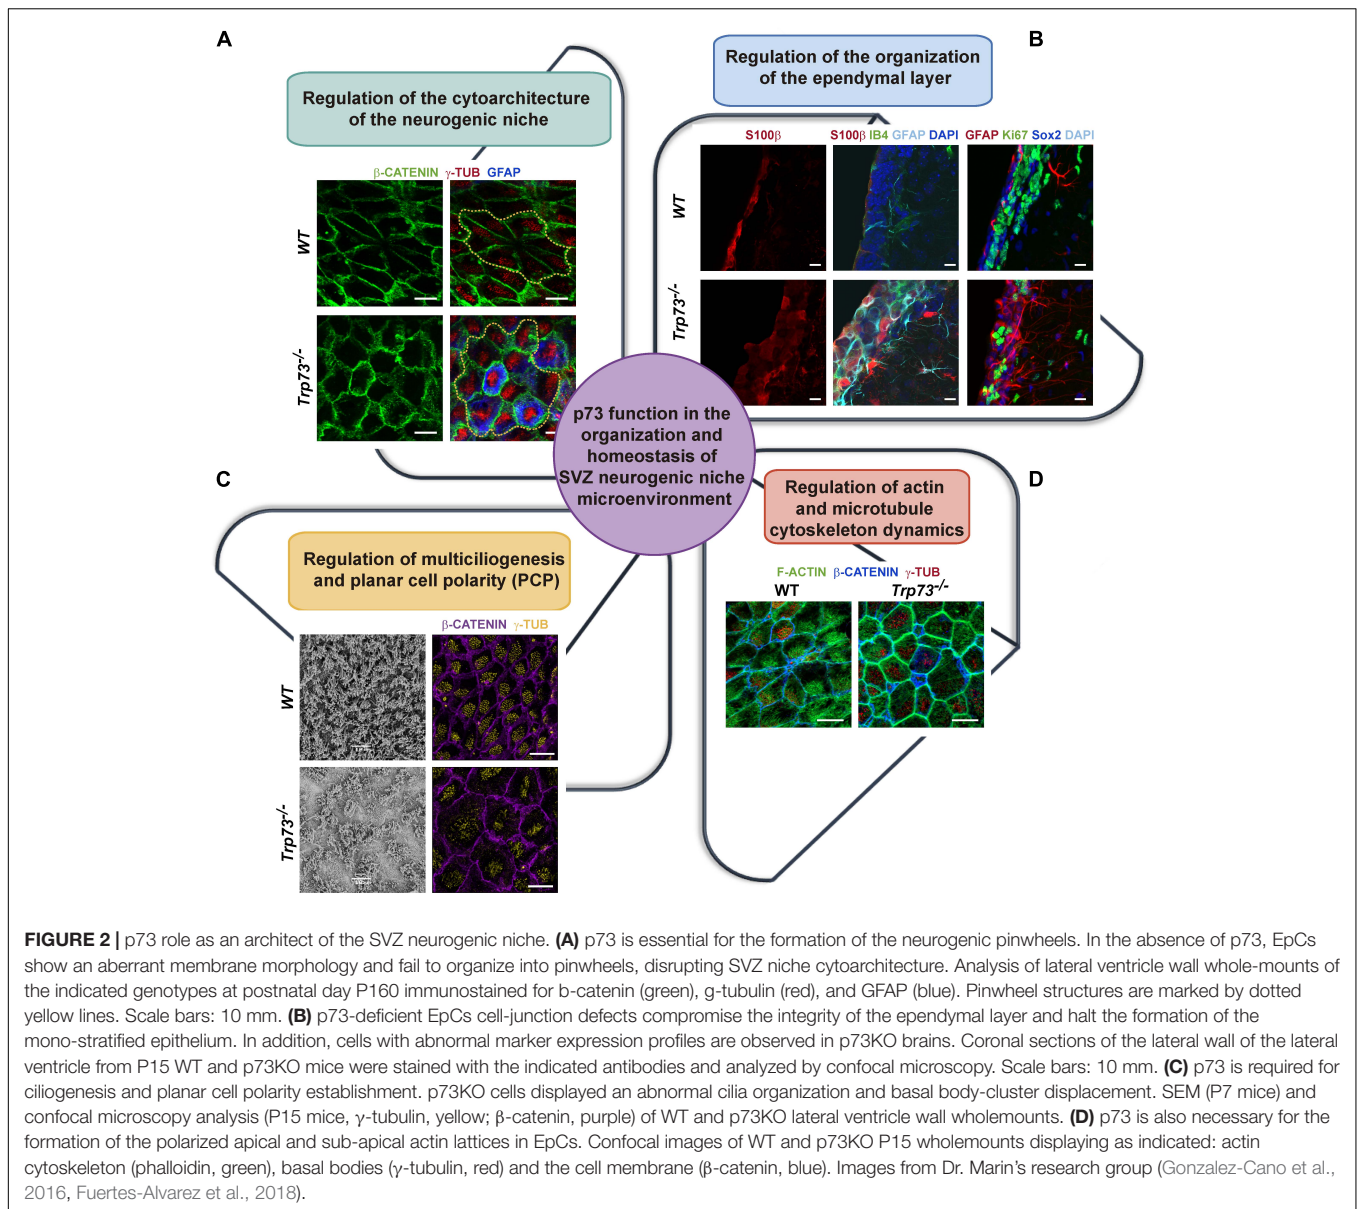 A
Regulation of the cytoarchitecture
of the neurogenic niche
β-CATENIN γ-TUB GFAP
WT
Trp73-/-
B
Regulation of the organization
of the ependymal layer
S100β
S100β IB4 GFAP DAPI
GFAP Ki67 Sox2 DAPI
WT
Trp73-/-
p73 function in the
organization and
homeostasis of
SVZ neurogenic niche
microenvironment
C
Regulation of multiciliogenesis
and planar cell polarity (PCP)
β-CATENIN γ-TUB
WT
Trp73-/-
D
Regulation of actin
and microtubule
cytoskeleton dynamics
F-ACTIN β-CATENIN γ-TUB
WT
Trp73-/-
FIGURE 2 | p73 role as an architect of the SVZ neurogenic niche. (A) p73 is essential for the formation of the neurogenic pinwheels. In the absence of p73, EpCs
show an aberrant membrane morphology and fail to organize into pinwheels, disrupting SVZ niche cytoarchitecture. Analysis of lateral ventricle wall whole-mounts of
the indicated genotypes at postnatal day P160 immunostained for b-catenin (green), g-tubulin (red), and GFAP (blue). Pinwheel structures are marked by dotted
yellow lines. Scale bars: 10 mm. (B) p73-deficient EpCs cell-junction defects compromise the integrity of the ependymal layer and halt the formation of the
mono-stratified epithelium. In addition, cells with abnormal marker expression profiles are observed in p73KO brains. Coronal sections of the lateral wall of the lateral
ventricle from P15 WT and p73KO mice were stained with the indicated antibodies and analyzed by confocal microscopy. Scale bars: 10 mm. (C) p73 is required for
ciliogenesis and planar cell polarity establishment. p73KO cells displayed an abnormal cilia organization and basal body-cluster displacement. SEM (P7 mice) and
confocal microscopy analysis (P15 mice, γ-tubulin, yellow; β-catenin, purple) of WT and p73KO lateral ventricle wall wholemounts. (D) p73 is also necessary for the
formation of the polarized apical and sub-apical actin lattices in EpCs. Confocal images of WT and p73KO P15 wholemounts displaying as indicated: actin
cytoskeleton (phalloidin, green), basal bodies (γ-tubulin, red) and the cell membrane (β-catenin, blue). Images from Dr. Marin's research group (Gonzalez-Cano et al.,
2016, Fuertes-Alvarez et al., 2018).